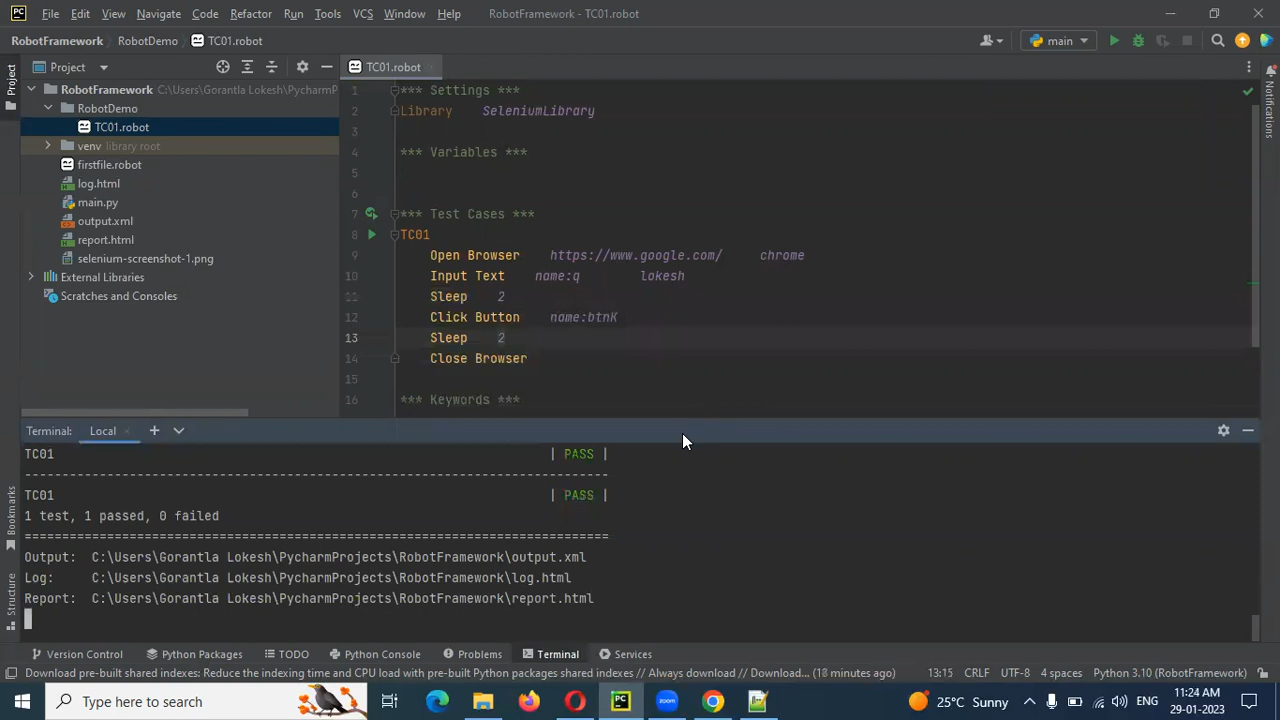 PC File Edit View Navigate Code Refactor Run Tools VCS Window Help RobotFramework - TC01.robot
RobotFramework RobotDemo TC01.robot main
Project TC01.robot
RobotFramework C:\Users\Gorantla Lokesh\PycharmP
RobotDemo
TC01.robot
venv library root
firstfile.robot
log.html
main.py
output.xml
report.html
selenium-screenshot-1.png
External Libraries
Scratches and Consoles
1 *** Settings ***
2 Library SeleniumLibrary
3
4 *** Variables ***
5
6
7 *** Test Cases ***
8 TC01
9 Open Browser https://www.google.com/ chrome
10 Input Text name:q lokesh
11 Sleep 2
12 Click Button name:btnK
13 Sleep 2
14 Close Browser
15
16 *** Keywords ***
Project
Bookmarks
Structure
Notifications
Terminal: Local
TC01 | PASS |
------------------------------------------------------------------------------
TC01 | PASS |
1 test, 1 passed, 0 failed
==============================================================================
Output: C:\Users\Gorantla Lokesh\PycharmProjects\RobotFramework\output.xml
Log: C:\Users\Gorantla Lokesh\PycharmProjects\RobotFramework\log.html
Report: C:\Users\Gorantla Lokesh\PycharmProjects\RobotFramework\report.html
Version Control Python Packages TODO Python Console Problems Terminal Services
Download pre-built shared indexes: Reduce the indexing time and CPU load with pre-built Python packages shared indexes // Always download // Download... (18 minutes ago) 13:15 CRLF UTF-8 4 spaces Python 3.10 (RobotFramework)
Type here to search zoom PC 25°C Sunny ENG 11:24 AM
29-01-2023